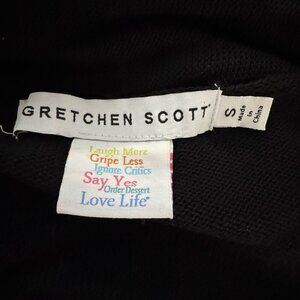 GRETCHEN SCOTT
S
Made
In
China
Laugh More
Gripe Less
Ignore Critics
Say Yes
Order Dessert
Love Life